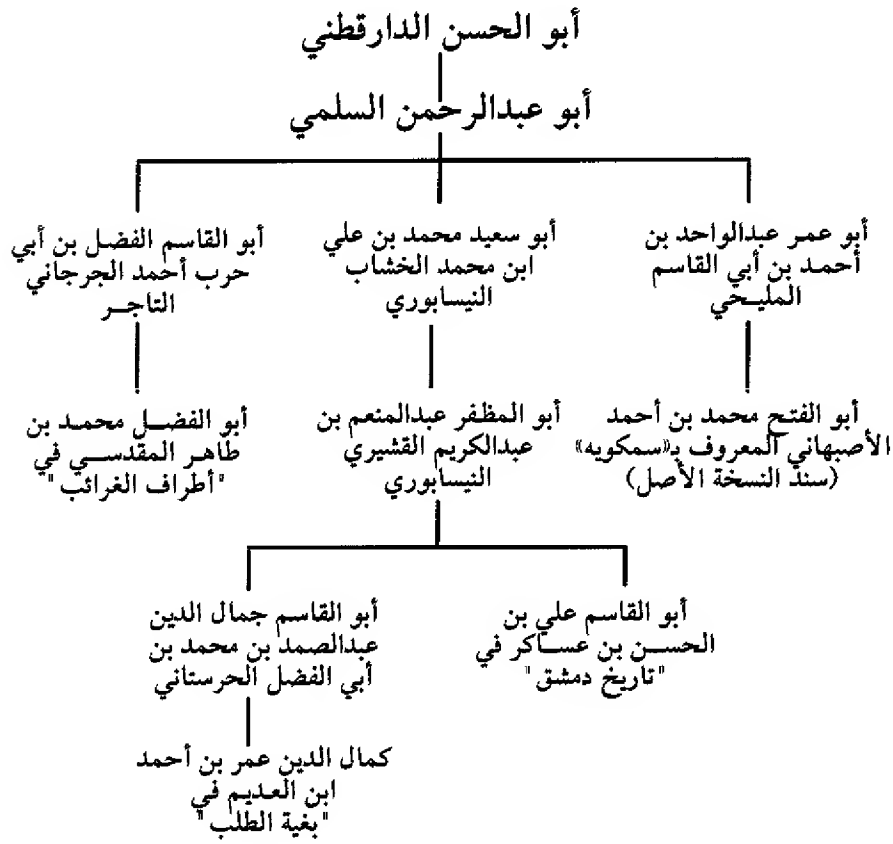 أبو الحسن الدارقطني
أبو عبدالرحمن السلمي
أبو عمر عبدالواحد بن
أحمد بن أبي القاسم
المليحي
أبو سعيد محمد بن علي
ابن محمد الخشاب
النيسابوري
أبو القاسم الفضل بن أبي
حرب أحمد الجرجاني
التاجر
أبو الفتح محمد بن أحمد
الأصبهاني المعروف بـ«سمكويه»
(سند النسخة الأصل)
أبو المظفر عبدالمنعم بن
عبدالكريم القشيري
النيسابوري
أبو الفضل محمد بن
طاهر المقدسي في
"أطراف الغرائب"
أبو القاسم علي بن
الحسن بن عساكر في
"تاريخ دمشق"
أبو القاسم جمال الدين
عبدالصمد بن محمد بن
أبي الفضل الحرستاني
كمال الدين عمر بن أحمد
ابن العديم في
"بغية الطلب"